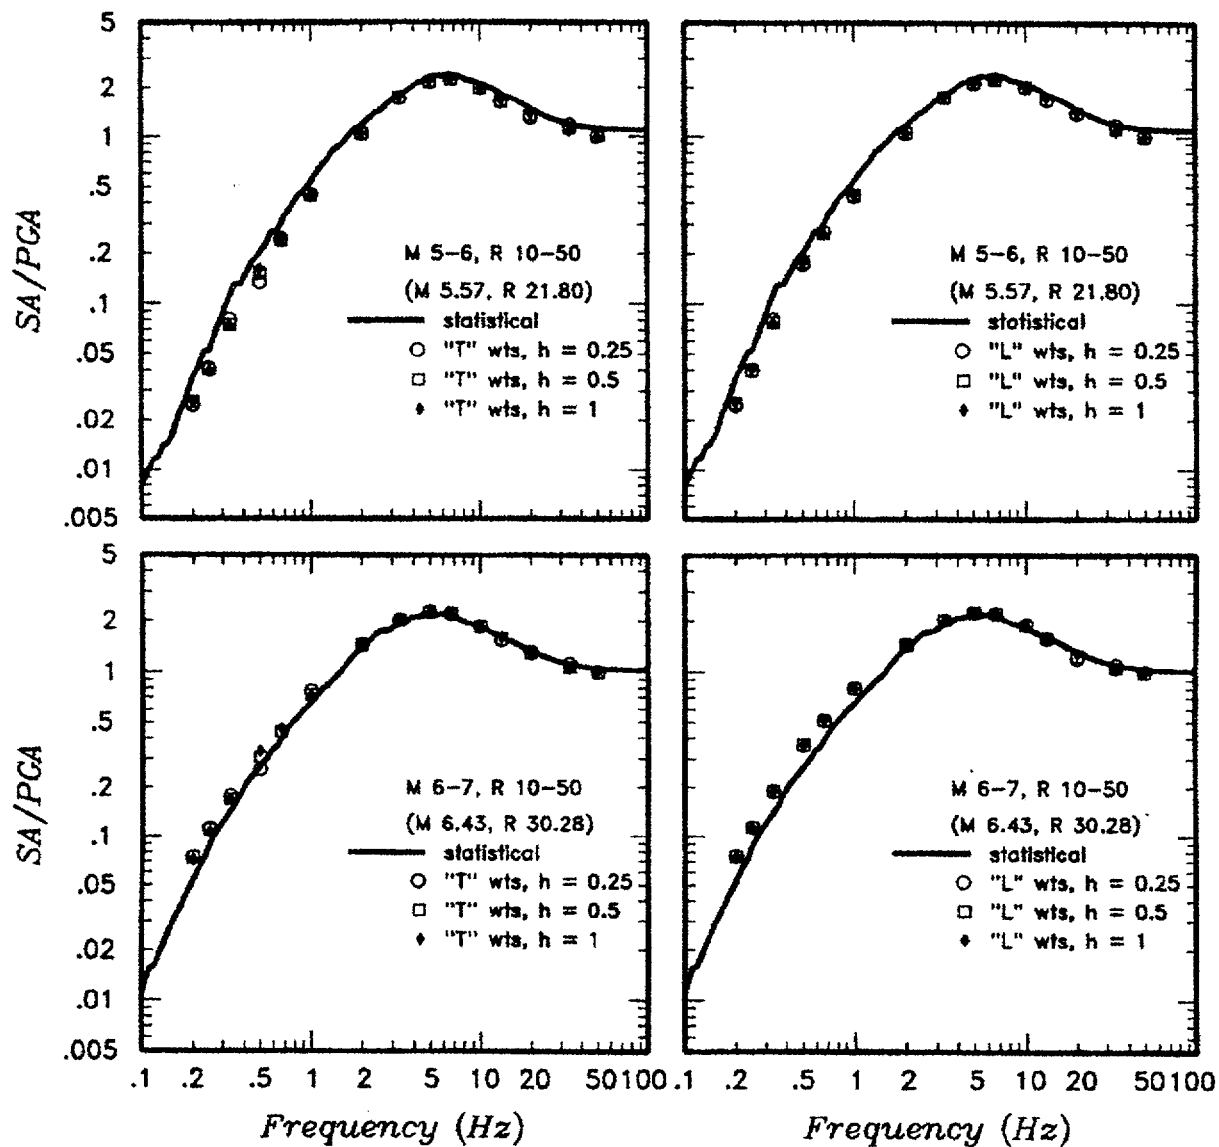 5
2
1
.5
.2
.1
.05
.02
.01
.005
SA/PGA
M 5-6, R 10-50
(M 5.57, R 21.80)
statistical
"T" wts, h = 0.25
"T" wts, h = 0.5
"T" wts, h = 1
M 5-6, R 10-50
(M 5.57, R 21.80)
statistical
"L" wts, h = 0.25
"L" wts, h = 0.5
"L" wts, h = 1
5
2
1
.5
.2
.1
.05
.02
.01
.005
SA/PGA
M 6-7, R 10-50
(M 6.43, R 30.28)
statistical
"T" wts, h = 0.25
"T" wts, h = 0.5
"T" wts, h = 1
M 6-7, R 10-50
(M 6.43, R 30.28)
statistical
"L" wts, h = 0.25
"L" wts, h = 0.5
"L" wts, h = 1
.1 .2 .5 1 2 5 10 20 50 100
.1 .2 .5 1 2 5 10 20 50 100
Frequency (Hz)
Frequency (Hz)